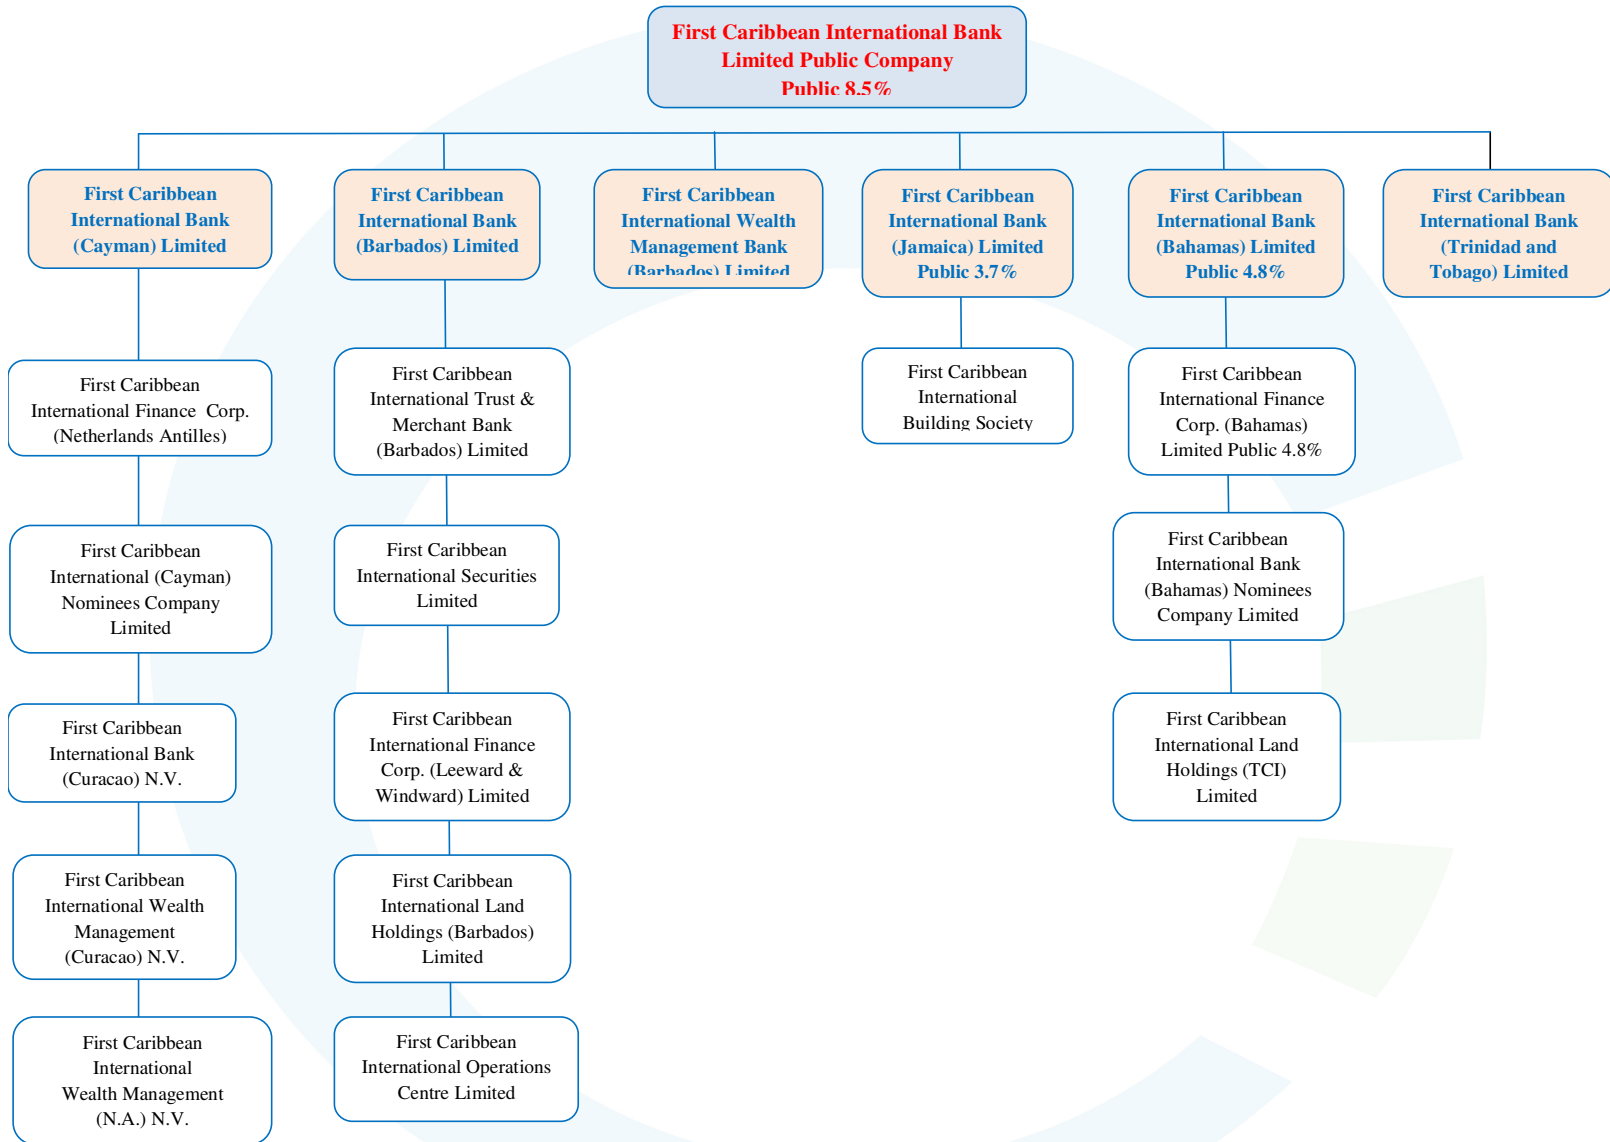 First Caribbean International Bank
Limited Public Company
Public 8.5%
First Caribbean
International Bank
(Cayman) Limited
First Caribbean
International Bank
(Barbados) Limited
First Caribbean
International Wealth
Management Bank
(Barbados) Limited
First Caribbean
International Bank
(Jamaica) Limited
Public 3.7%
First Caribbean
International Bank
(Bahamas) Limited
Public 4.8%
First Caribbean
International Bank
(Trinidad and
Tobago) Limited
First Caribbean
International Finance  Corp.
(Netherlands Antilles)
First Caribbean
International Trust &
Merchant Bank
(Barbados) Limited
First Caribbean
International
Building Society
First Caribbean
International Finance
Corp. (Bahamas)
Limited Public 4.8%
First Caribbean
International (Cayman)
Nominees Company
Limited
First Caribbean
International Securities
Limited
First Caribbean
International Bank
(Bahamas) Nominees
Company Limited
First Caribbean
International Bank
(Curacao) N.V.
First Caribbean
International Finance
Corp. (Leeward &
Windward) Limited
First Caribbean
International Land
Holdings (TCI)
Limited
First Caribbean
International Wealth
Management
(Curacao) N.V.
First Caribbean
International Land
Holdings (Barbados)
Limited
First Caribbean
International
Wealth Management
(N.A.) N.V.
First Caribbean
International Operations
Centre Limited